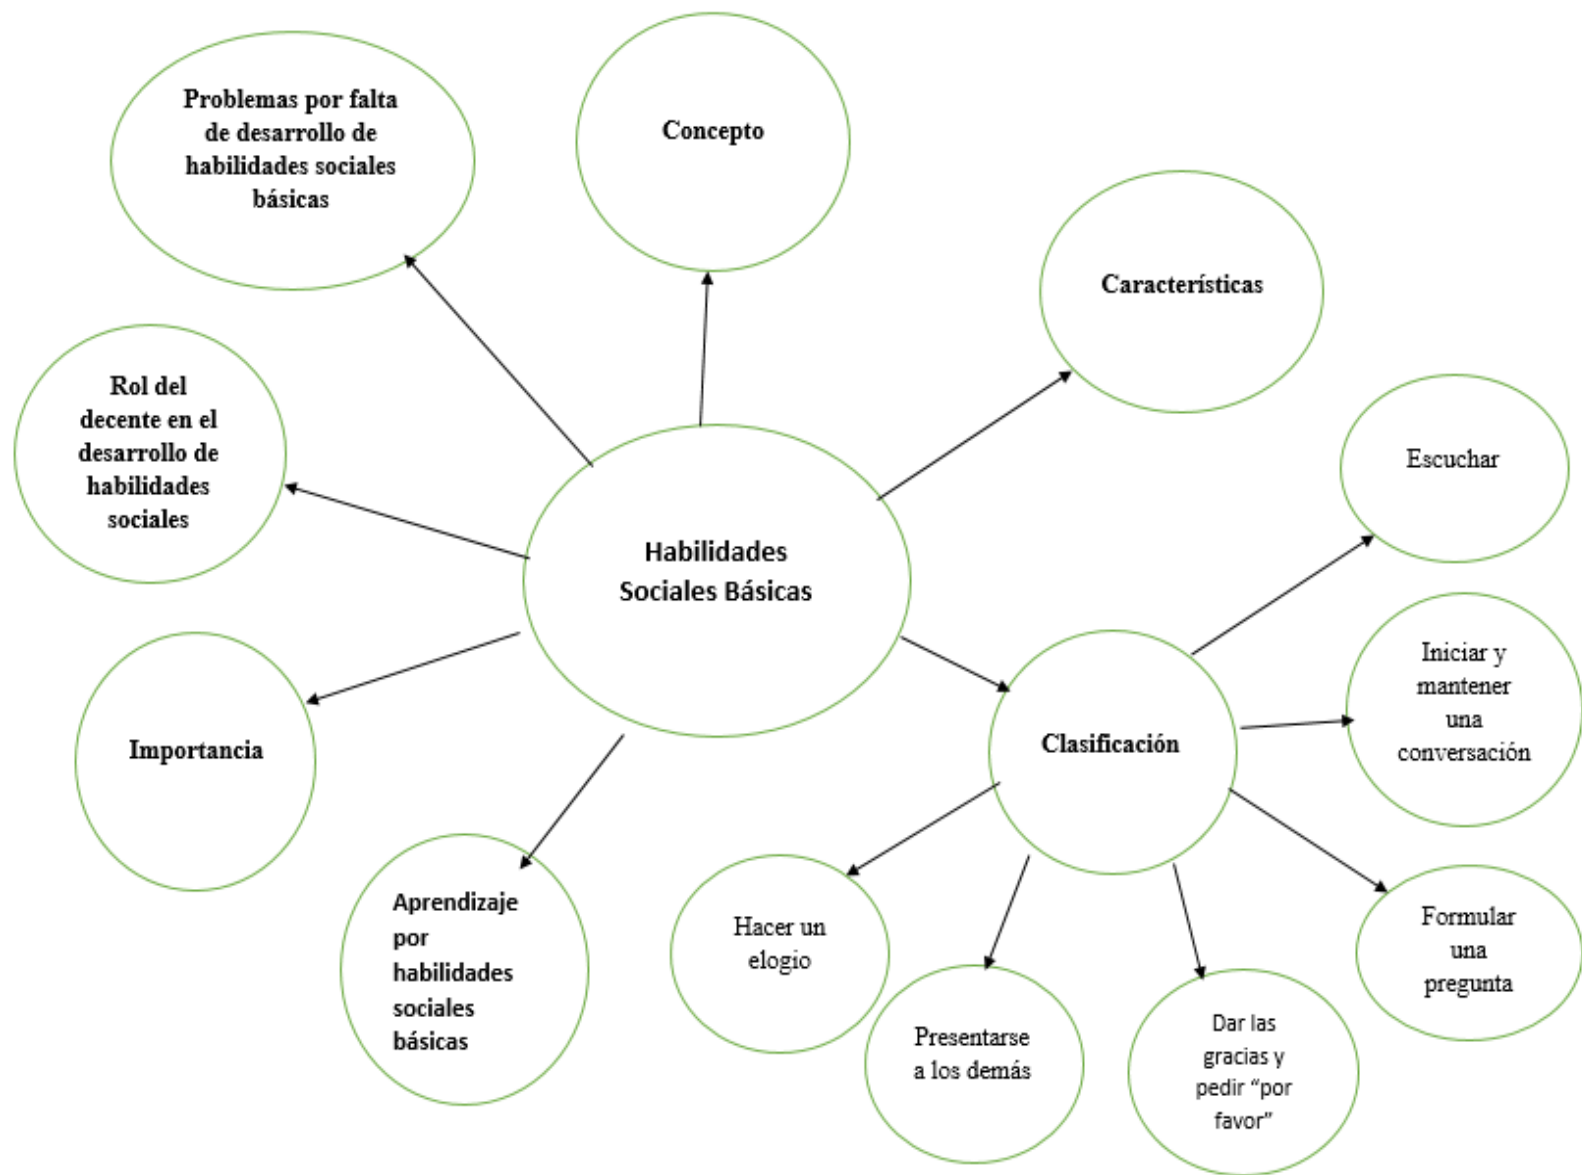 Problemas por falta
de desarrollo de
habilidades sociales
básicas
Concepto
Características
Rol del
decente en el
desarrollo de
habilidades
sociales
Escuchar
Habilidades
Sociales Básicas
Iniciar y
mantener
una
conversación
Importancia
Clasificación
Aprendizaje
por
habilidades
sociales
básicas
Hacer un
elogio
Presentarse
a los demás
Dar las
gracias y
pedir “por
favor”
Formular
una
pregunta